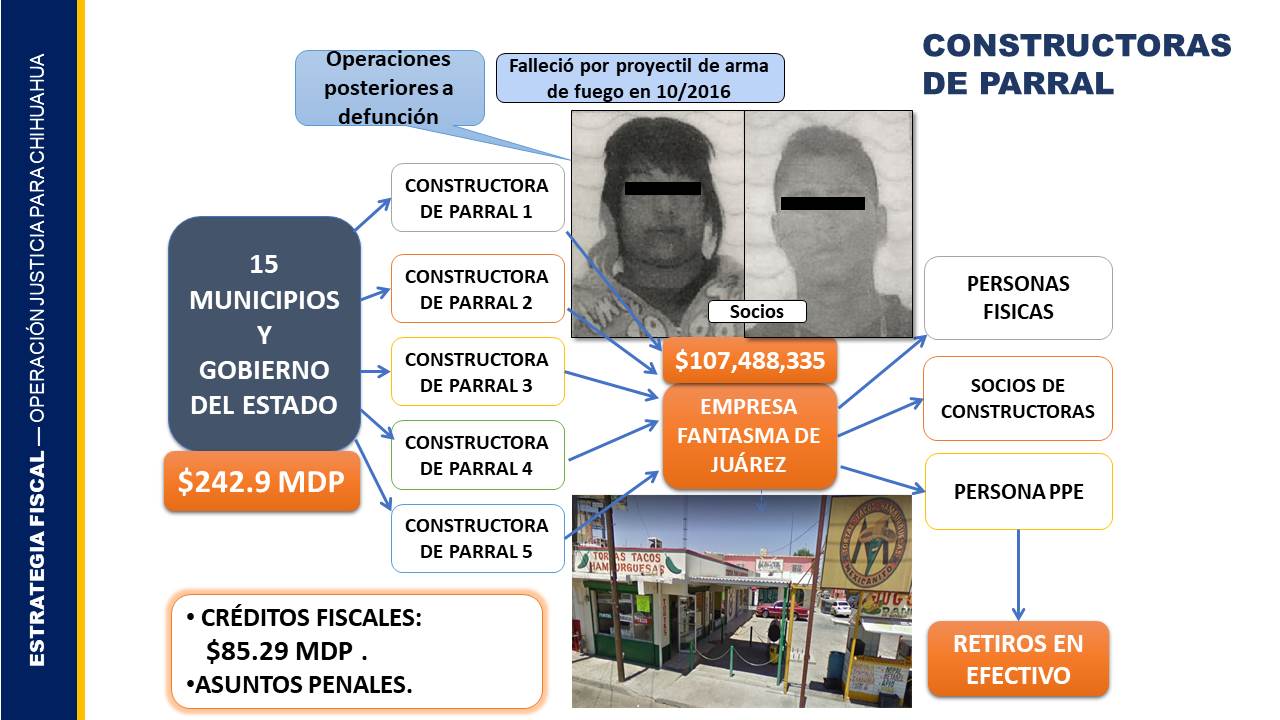 ESTRATEGIA FISCAL — OPERACIÓN JUSTICIA PARA CHIHUAHUA
CONSTRUCTORAS
DE PARRAL
Operaciones
posteriores a
defunción
Falleció por proyectil de arma
de fuego en 10/2016
Socios
15
MUNICIPIOS
Y
GOBIERNO
DEL ESTADO
$242.9 MDP
CONSTRUCTORA
DE PARRAL 1
CONSTRUCTORA
DE PARRAL 2
CONSTRUCTORA
DE PARRAL 3
CONSTRUCTORA
DE PARRAL 4
CONSTRUCTORA
DE PARRAL 5
$107,488,335
EMPRESA
FANTASMA DE
JUÁREZ
PERSONAS
FISICAS
SOCIOS DE
CONSTRUCTORAS
PERSONA PPE
RETIROS EN
EFECTIVO
• CRÉDITOS FISCALES:
$85.29 MDP .
•ASUNTOS PENALES.
TORTAS TACOS
HAMBURGUESAS
MEXICANITO